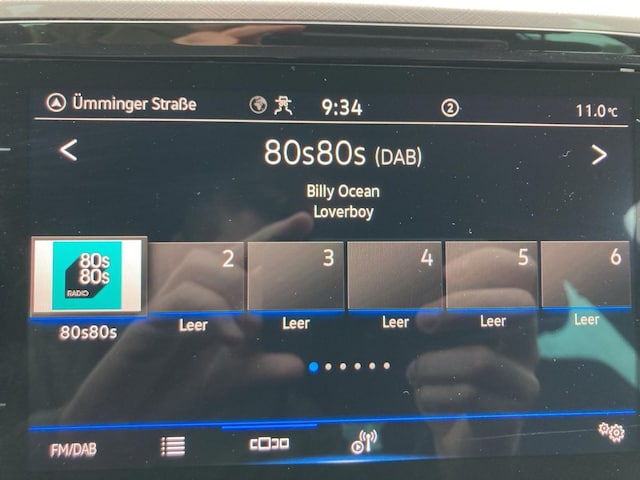 Ümminger Straße
9:34
2
11.0°C
< 80s80s (DAB) >
Billy Ocean
Loverboy
80s
80s
RADIO
2
3
4
5
6
80s80s
Leer
Leer
Leer
Leer
Leer
FM/DAB